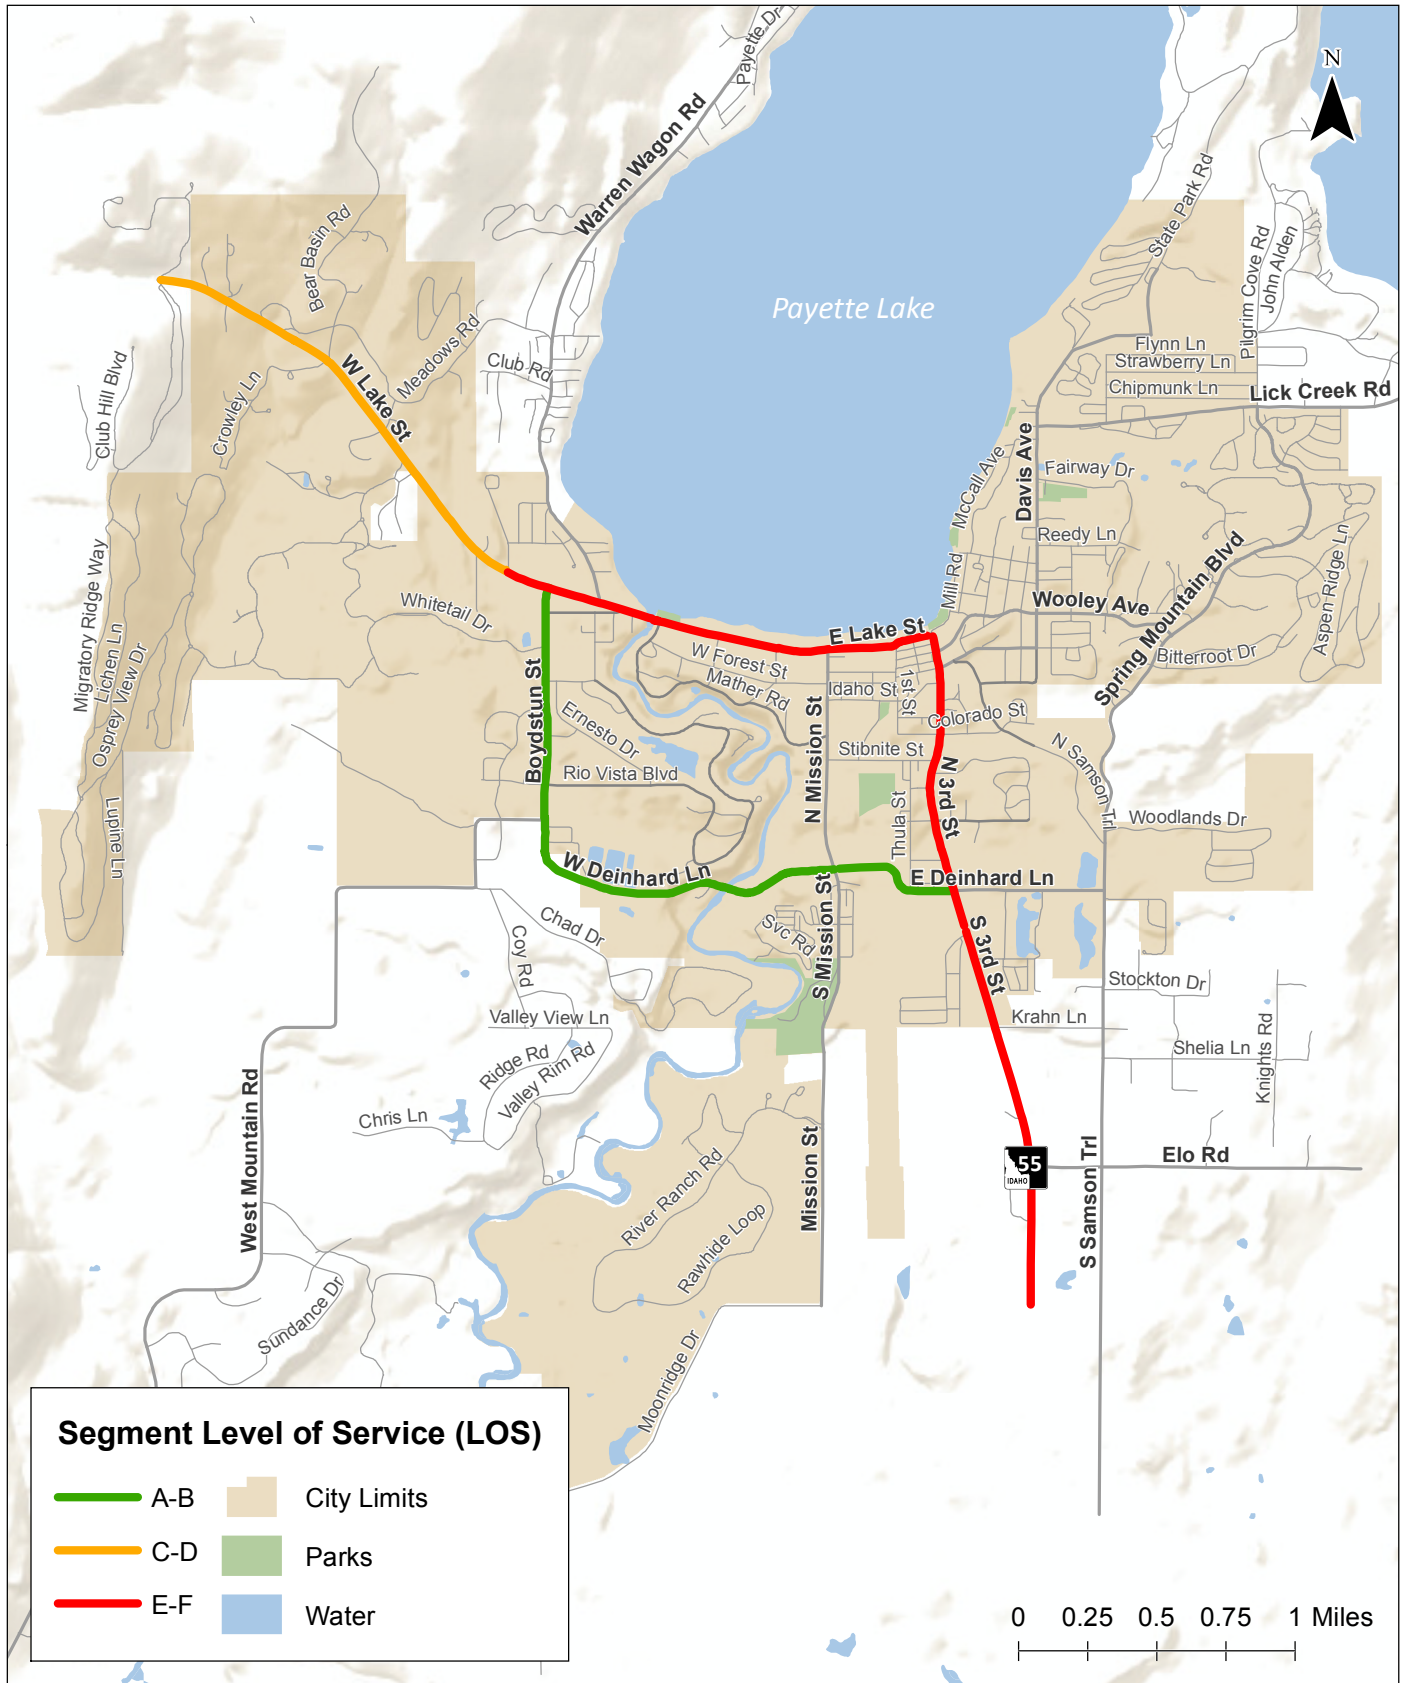 Payette Dr
N
Warren Wagon Rd
State Park Rd
Bear Basin Rd
Pilgrim Cove Rd
John Alden
Payette Lake
Meadows Rd
Club Rd
Flynn Ln
Strawberry Ln
Chipmunk Ln
Lick Creek Rd
Club Hill Blvd
Crowley Ln
W Lake St
McCall Ave
Davis Ave
Fairway Dr
Reedy Ln
Migratory Ridge Way
Lichen Ln
Osprey View Dr
Whitetail Dr
Mill Rd
Wooley Ave
Spring Mountain Blvd
Aspen Ridge Ln
E Lake St
W Forest St
Mather Rd
Bitterroot Dr
Boydstun St
Ernesto Dr
Rio Vista Blvd
N Mission St
Idaho St
1st St
Colorado St
Stibnite St
N 3rd St
N Samson Trl
Lupine Ln
Thula St
Woodlands Dr
W Deinhard Ln
E Deinhard Ln
Chad Dr
Coy Rd
Svc Rd
S Mission St
S 3rd St
Stockton Dr
Valley View Ln
Krahn Ln
Ridge Rd
Valley Rim Rd
Shelia Ln
Knights Rd
Chris Ln
West Mountain Rd
Mission St
River Ranch Rd
Rawhide Loop
55
IDAHO
Elo Rd
S Samson Trl
Sundance Dr
Moonridge Dr
Segment Level of Service (LOS)
A-B
City Limits
C-D
Parks
E-F
Water
0 0.25 0.5 0.75 1 Miles